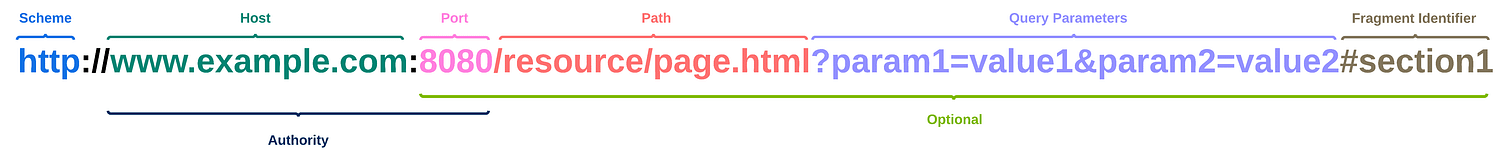 Scheme Host Port Path Query Parameters Fragment Identifier
http://www.example.com:8080/resource/page.html?param1=value1&param2=value2#section1
Optional
Authority